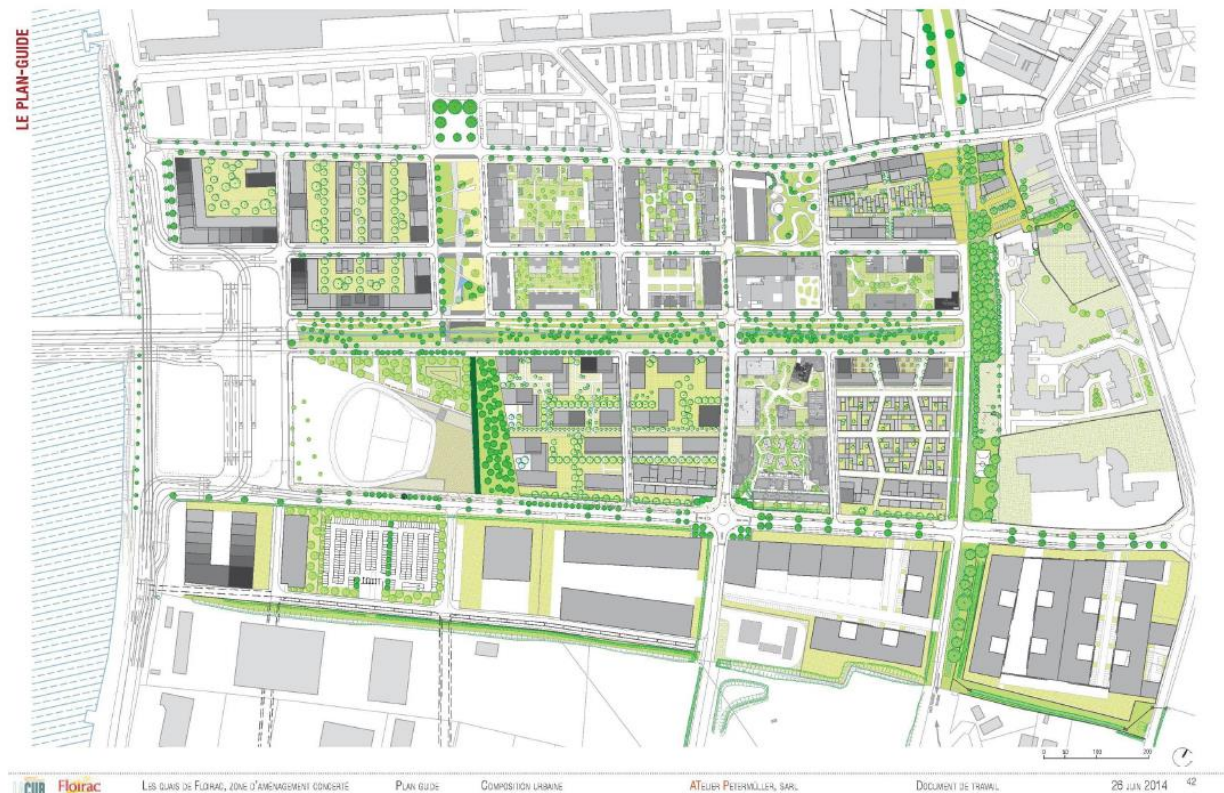 LE PLAN-GUIDE
0 50 100 200
LA CUB Floirac LES QUAIS DE FLOIRAC, ZONE D'AMÉNAGEMENT CONCERTÉ PLAN GUIDE COMPOSITION URBAINE ATELIER PETERMÜLLER, SARL DOCUMENT DE TRAVAIL 26 JUIN 2014 42